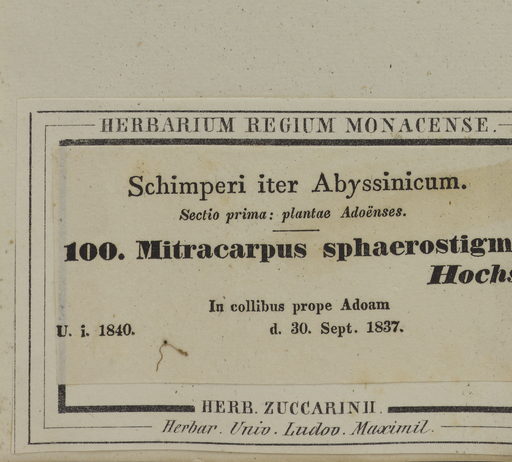 HERBARIUM REGIUM MONACENSE.
Schimperi iter Abyssinicum.
Sectio prima: plantae Adoënses.
100. Mitracarpus sphaerostigm
Hochs
In collibus prope Adoam
U. i. 1840. d. 30. Sept. 1837.
HERB. ZUCCARINII.
Herbar. Univ. Ludov. Maximil.